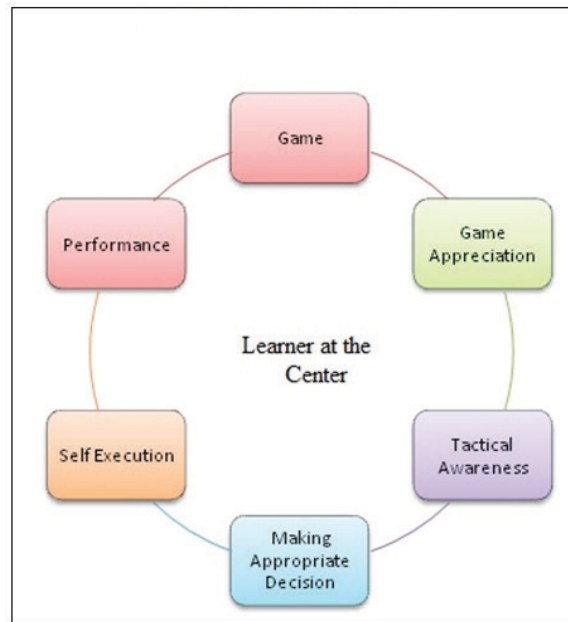 Game
Game
Appreciation
Tactical
Awareness
Making
Appropriate
Decision
Self Execution
Performance
Learner at the
Center